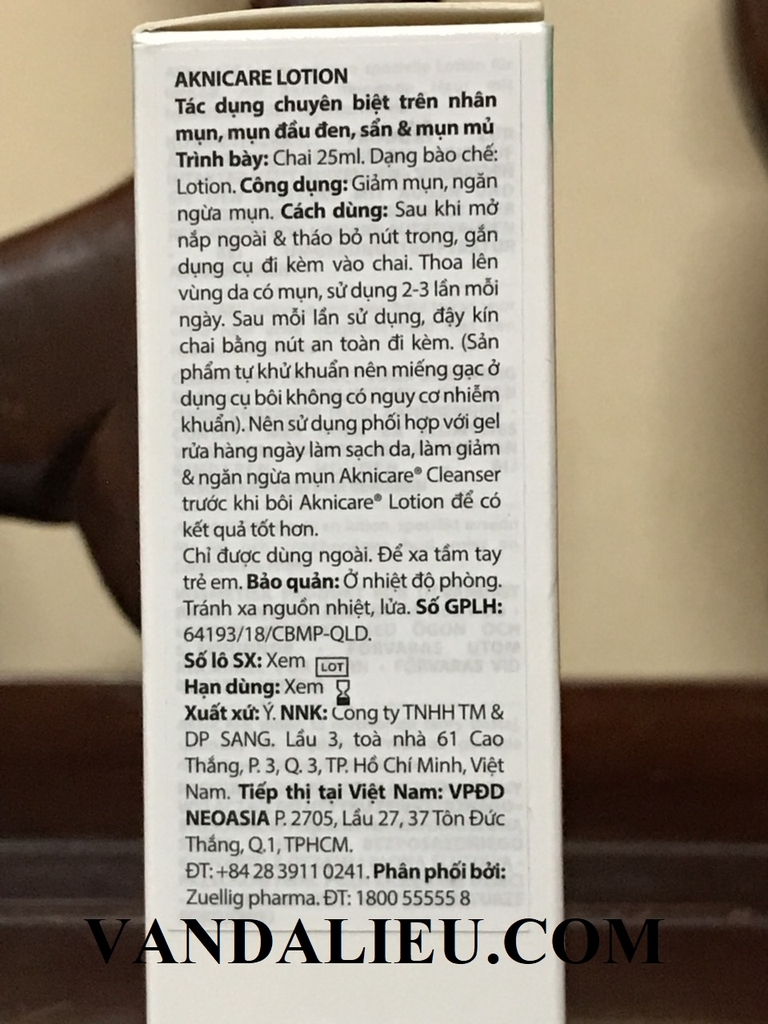 AKNICARE LOTION
Tác dụng chuyên biệt trên nhân
mụn, mụn đầu đen, sẩn & mụn mủ
Trình bày: Chai 25ml. Dạng bào chế:
Lotion. Công dụng: Giảm mụn, ngăn
ngừa mụn. Cách dùng: Sau khi mở
nắp ngoài & tháo bỏ nút trong, gắn
dụng cụ đi kèm vào chai. Thoa lên
vùng da có mụn, sử dụng 2-3 lần mỗi
ngày. Sau mỗi lần sử dụng, đậy kín
chai bằng nút an toàn đi kèm. (Sản
phẩm tự khử khuẩn nên miếng gạc ở
dụng cụ bôi không có nguy cơ nhiễm
khuẩn). Nên sử dụng phối hợp với gel
rửa hàng ngày làm sạch da, làm giảm
& ngăn ngừa mụn Aknicare® Cleanser
trước khi bôi Aknicare® Lotion để có
kết quả tốt hơn.
Chỉ được dùng ngoài. Để xa tầm tay
trẻ em. Bảo quản: Ở nhiệt độ phòng.
Tránh xa nguồn nhiệt, lửa. Số GPLH:
64193/18/CBMP-QLD.
Số lô SX: Xem LOT
Hạn dùng: Xem
Xuất xứ: Ý. NNK: Công ty TNHH TM &
DP SANG. Lầu 3, toà nhà 61 Cao
Thắng, P. 3, Q. 3, TP. Hồ Chí Minh, Việt
Nam. Tiếp thị tại Việt Nam: VPĐD
NEOASIA P. 2705, Lầu 27, 37 Tôn Đức
Thắng, Q.1, TPHCM.
ĐT: +84 28 3911 0241. Phân phối bởi:
Zuellig pharma. ĐT: 1800 55555 8
VANDALIEU.COM